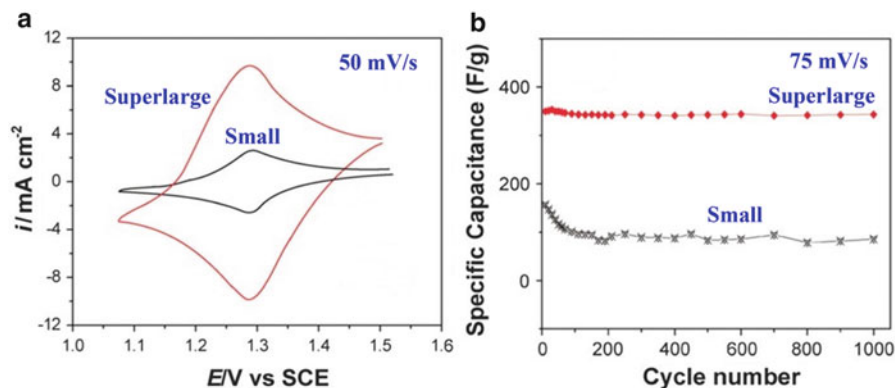 a
50 mV/s
Superlarge
Small
i/mA cm-2
12
8
4
0
-4
-8
-12
1.0 1.1 1.2 1.3 1.4 1.5 1.6
E/V vs SCE
b
75 mV/s
Superlarge
Small
Specific Capacitance (F/g)
400
200
0
0 200 400 600 800 1000
Cycle number